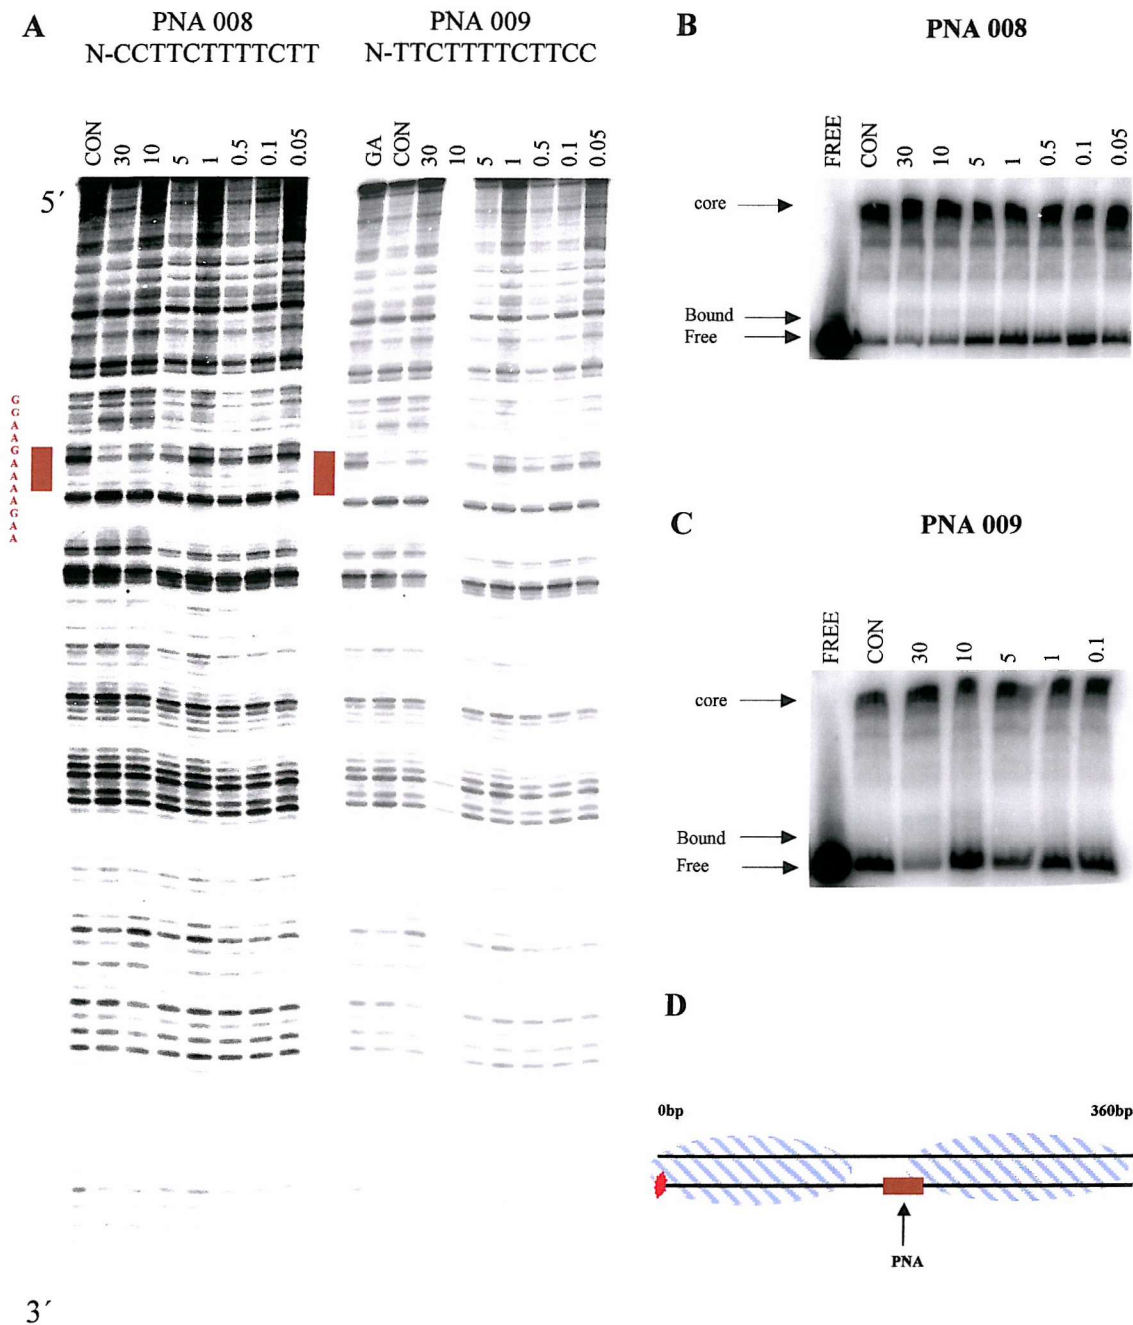 A
PNA 008
N-CCTTCTTTTCTT
PNA 009
N-TTCTTTTCTTCC
CON 30 10 5 1 0.5 0.1 0.05
GA CON 30 10 5 1 0.5 0.1 0.05
5′
G
G
A
A
G
A
A
A
A
G
A
A
3′
B
PNA 008
FREE CON 30 10 5 1 0.5 0.1 0.05
core
Bound
Free
C
PNA 009
FREE CON 30 10 5 1 0.1
core
Bound
Free
D
0bp 360bp
PNA